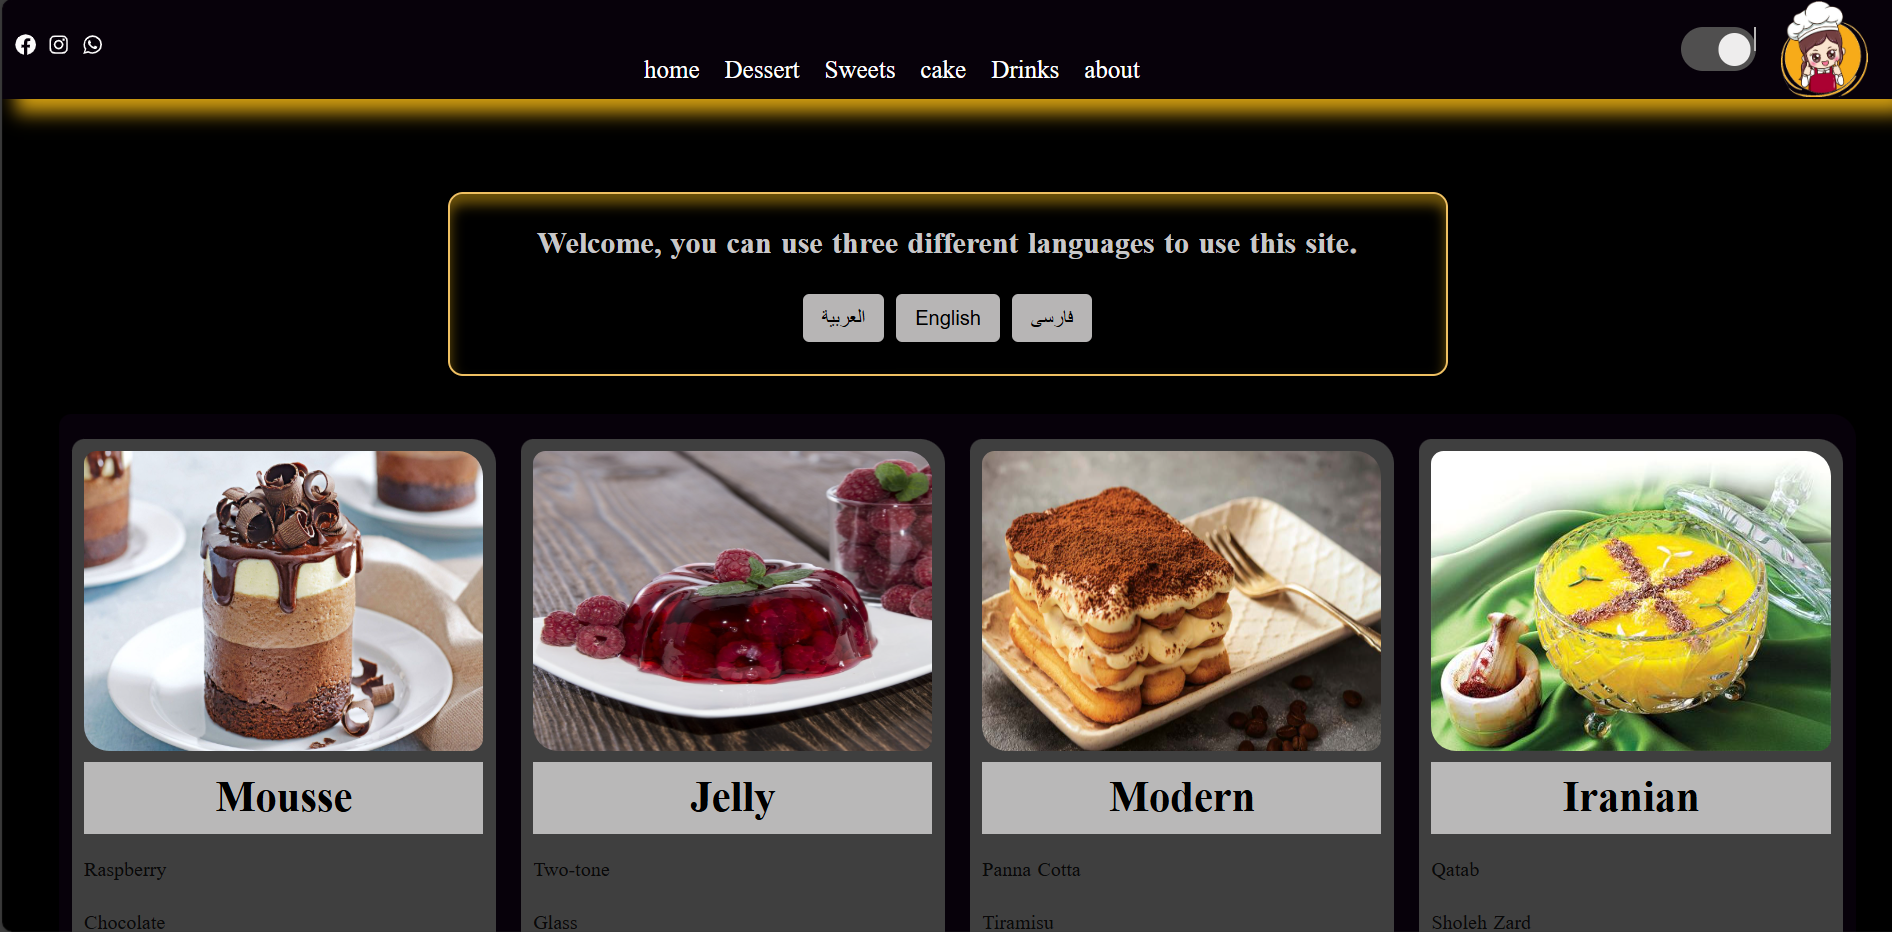 home Dessert Sweets cake Drinks about
Welcome, you can use three different languages to use this site.
العربية English فارسی
Mousse
Raspberry
Chocolate
Jelly
Two-tone
Glass
Modern
Panna Cotta
Tiramisu
Iranian
Qatab
Sholeh Zard